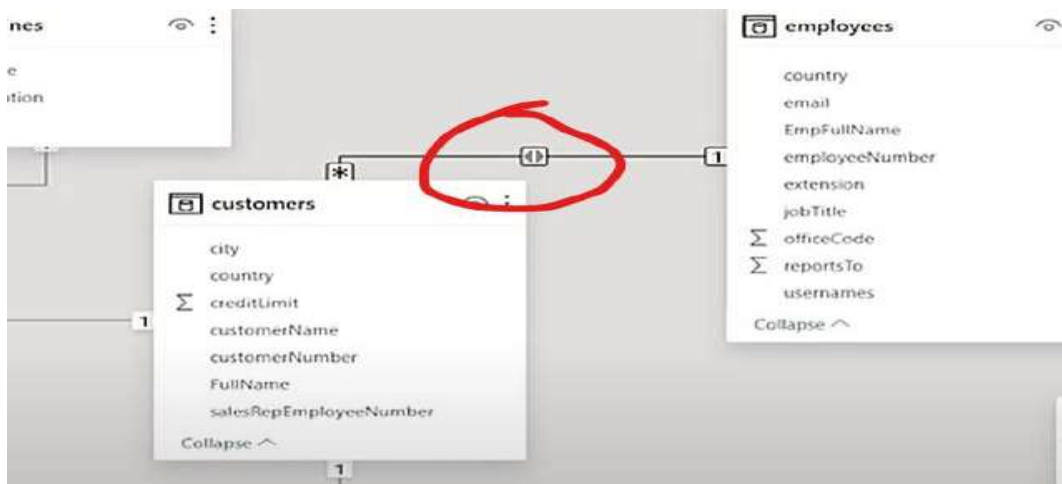 nes
e
ption
employees
country
email
EmpFullName
employeeNumber
extension
jobTitle
Σ officeCode
Σ reportsTo
usernames
Collapse
1
*
customers
city
country
Σ creditLimit
customerName
customerNumber
FullName
salesRepEmployeeNumber
Collapse
1
1